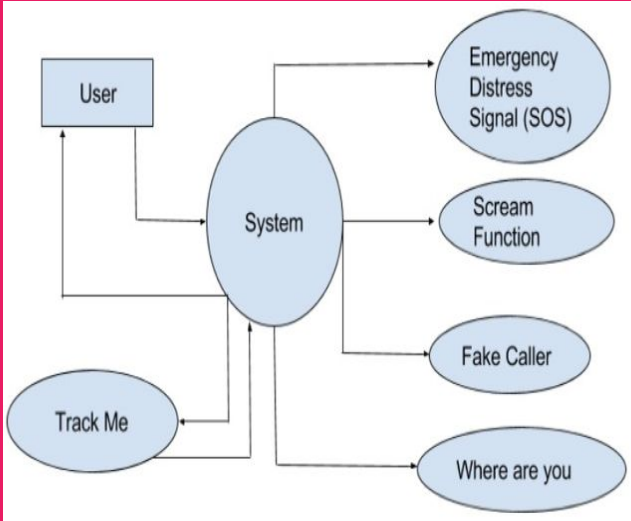 User
Emergency
Distress
Signal (SOS)
System
Scream
Function
Fake Caller
Track Me
Where are you